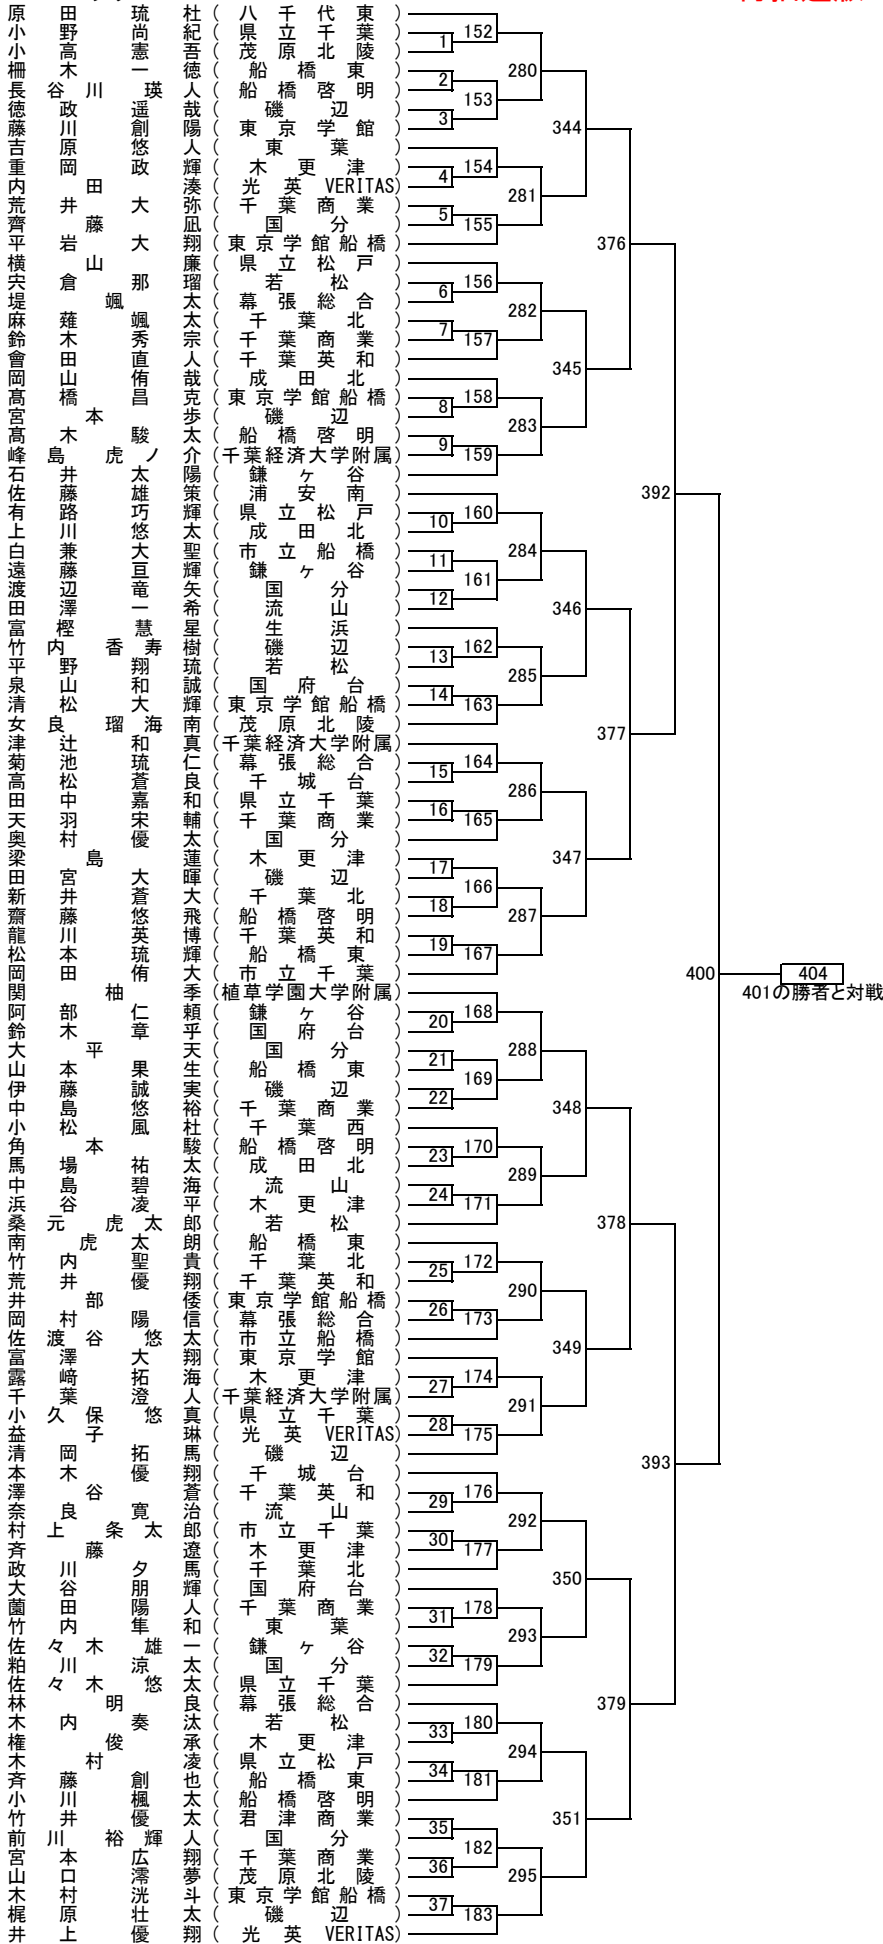 原田琉杜(八千代東)
小野尚紀(県立千葉) 152
小高憲吾(茂原北陵) 1
柵木一徳(船橋東) 280
長谷川瑛人(船橋啓明) 2
徳政遥哉(磯辺) 153
藤川創陽(東京学館) 3 344
吉原悠人(東葉)
重岡政輝(木更津) 154
内田湊(光英VERITAS) 4 281
荒井大弥(千葉商業) 5
齊藤凪(国分) 155
平岩大翔(東京学館船橋) 376
横山廉(県立松戸)
宍倉那瑠(若松) 156
堤颯太(幕張総合) 6 282
麻薙颯太(千葉北) 7
鈴木秀宗(千葉商業) 157
會田直人(千葉英和) 345
岡山侑哉(成田北)
髙橋昌克(東京学館船橋) 158
宮本歩(磯辺) 8 283
髙木駿太(船橋啓明) 9
峰島虎ノ介(千葉経済大学附属) 159
石井太陽(鎌ヶ谷)
佐藤雄策(浦安南) 392
有路巧輝(県立松戸) 160
上川悠太(成田北) 10
白兼大聖(市立船橋) 11 284
遠藤亘輝(鎌ヶ谷) 161
渡辺竜矢(国分) 12
田澤一希(流山) 346
富樫慧星(生浜)
竹内香寿樹(磯辺) 162
平野翔琉(若松) 13 285
泉山和誠(国府台) 14
清松大輝(東京学館船橋) 163
女良瑠海南(茂原北陵) 377
津辻和真(千葉経済大学附属)
菊池琉仁(幕張総合) 164
高松蒼良(千城台) 15 286
田中嘉和(県立千葉) 16
天羽宋輔(千葉商業) 165
奥村優太(国分)
梁島蓮(木更津) 17 347
田宮大暉(磯辺) 166
新井蒼大(千葉北) 18
齋藤悠飛(船橋啓明) 287
龍川英博(千葉英和) 19
松本琉輝(船橋東) 167
岡田侑大(市立千葉) 400 404
関柚季(植草学園大学附属) 401の勝者と対戦
阿部仁頼(鎌ヶ谷) 168
鈴木章乎(国府台) 20
大平天(国分) 21 288
山本果生(船橋東) 169
伊藤誠実(磯辺) 22
中島悠裕(千葉商業) 348
小松風杜(千葉西)
角本駿(船橋啓明) 170
馬場祐太(成田北) 23 289
中島碧海(流山) 24
浜谷凌平(木更津) 171
桑元虎太郎(若松) 378
南虎太朗(船橋東)
竹内聖貴(千葉北) 172
荒井優翔(千葉英和) 25 290
井部倭(東京学館船橋) 26
岡村陽信(幕張総合) 173
佐渡谷悠太(市立船橋) 349
富澤大翔(東京学館)
露﨑拓海(木更津) 174
千葉澄人(千葉経済大学附属) 27 291
小久保悠真(県立千葉) 28
益子琳(光英VERITAS) 175
清岡拓馬(磯辺) 393
本木優翔(千城台)
澤谷蒼(千葉英和) 176
奈良寛治(流山) 29 292
村上条太郎(市立千葉) 30
斉藤遼(木更津) 177
政川夕馬(千葉北) 350
大谷朋輝(国府台)
薗田陽人(千葉商業) 178
竹内隼和(東葉) 31 293
佐々木雄一(鎌ヶ谷) 32
粕川涼太(国分) 179
佐々木悠太(県立千葉)
林明良(幕張総合) 379
木内奏汰(若松) 180
権俊承(木更津) 33 294
木村凌(県立松戸) 34
斉藤創也(船橋東) 181
小川楓太(船橋啓明)
竹井優太(君津商業) 35 351
前川裕輝人(国分) 182
宮本広翔(千葉商業) 36
山口澪夢(茂原北陵) 295
木村洸斗(東京学館船橋) 37
梶原壮太(磯辺) 183
井上優翔(光英VERITAS)